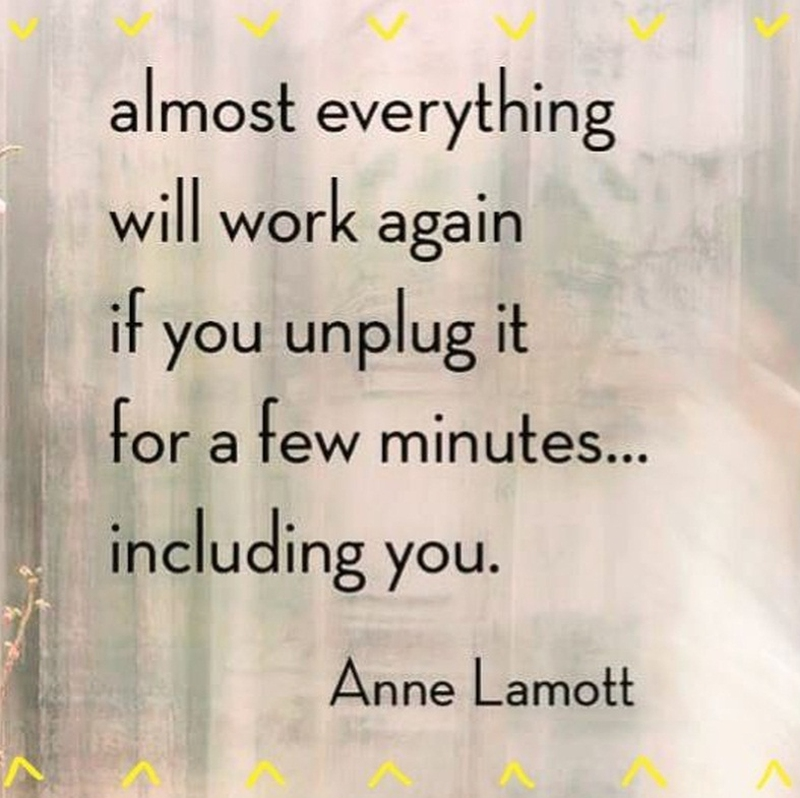 almost everything
will work again
if you unplug it
for a few minutes...
including you.
Anne Lamott